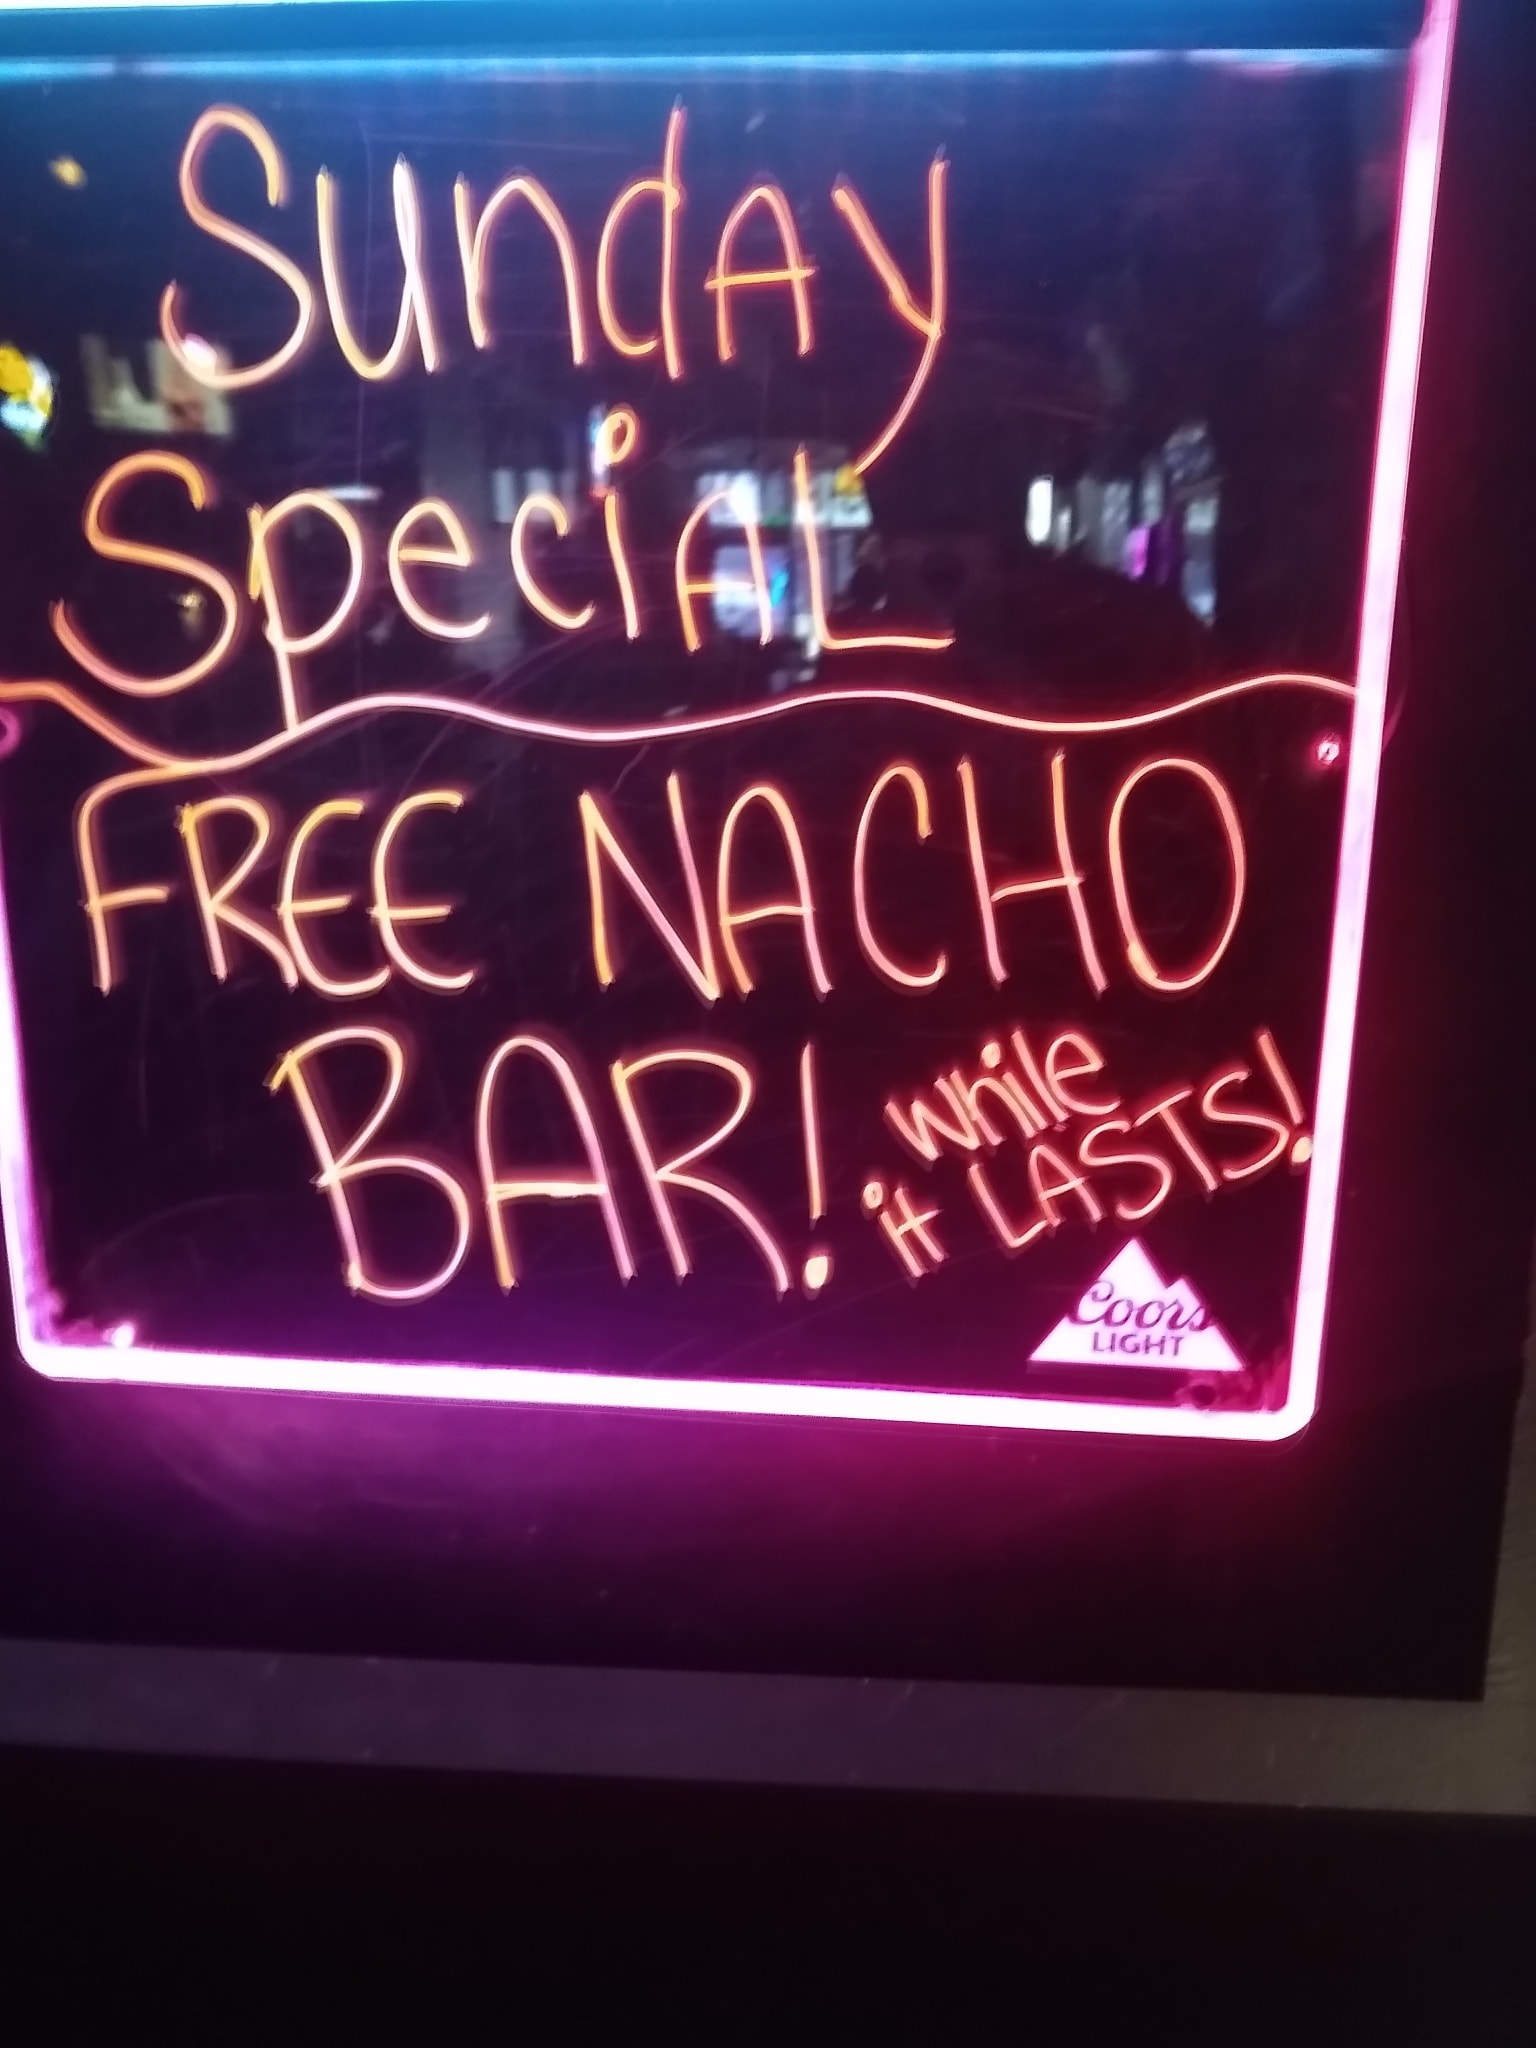 Sunday
Special
FREE NACHO
BAR!
while
it LASTS!
Coors
LIGHT